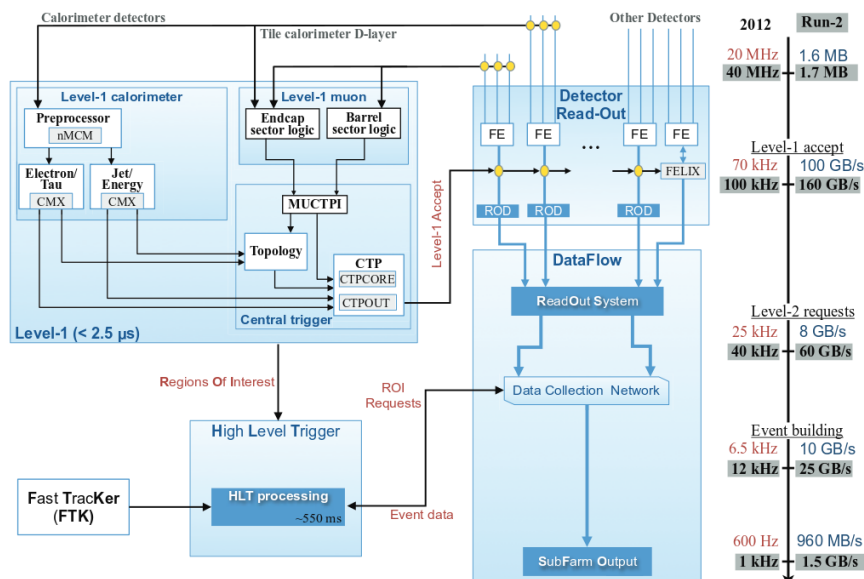 Calorimeter detectors
Tile calorimeter D-layer
Other Detectors
2012 Run-2
20 MHz 1.6 MB
40 MHz 1.7 MB
Level-1 accept
70 kHz 100 GB/s
100 kHz 160 GB/s
Level-2 requests
25 kHz 8 GB/s
40 kHz 60 GB/s
Event building
6.5 kHz 10 GB/s
12 kHz 25 GB/s
600 Hz 960 MB/s
1 kHz 1.5 GB/s
Level-1 calorimeter
Preprocessor
nMCM
Electron/
Tau
CMX
Jet/
Energy
CMX
Level-1 muon
Endcap
sector logic
Barrel
sector logic
MUCTPI
Topology
CTP
CTPCORE
CTPOUT
Central trigger
Level-1 (< 2.5 µs)
Level-1 Accept
Detector
Read-Out
FE
FE
...
FE
FE
FELIX
ROD
ROD
ROD
DataFlow
ReadOut System
Data Collection Network
SubFarm Output
Regions Of Interest
ROI
Requests
Event data
High Level Trigger
HLT processing
~550 ms
Fast TracKer
(FTK)